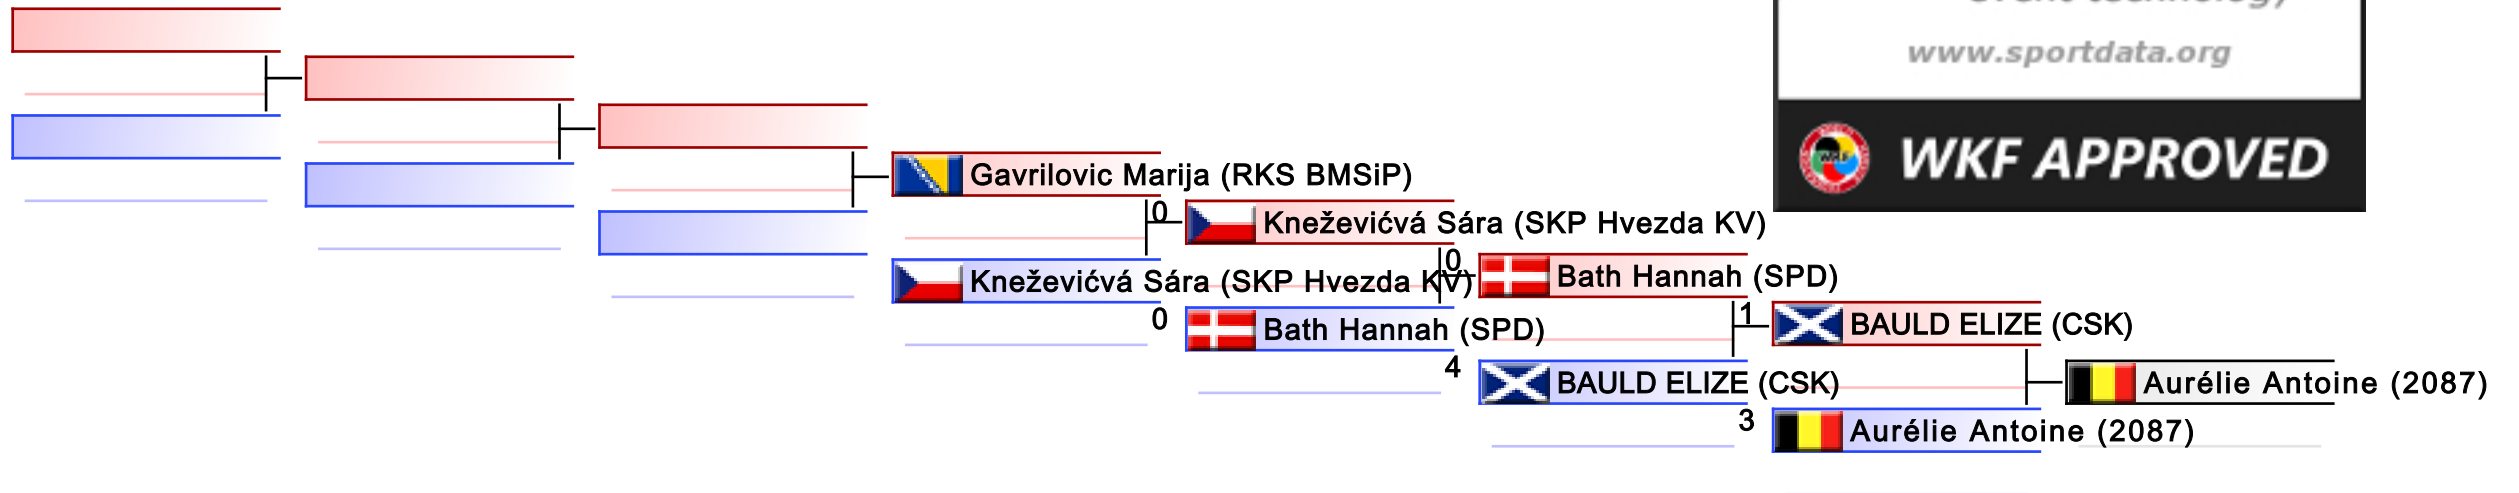 event technology
www.sportdata.org
WKF APPROVED
Gavrilovic Marija (RKS BMSiP)
0
Kneževićvá Sára (SKP Hvezda KV)
0
Kneževićvá Sára (SKP Hvezda KV)
0
Bath Hannah (SPD)
1
Bath Hannah (SPD)
4
BAULD ELIZE (CSK)
BAULD ELIZE (CSK)
3
Aurélie Antoine (2087)
Aurélie Antoine (2087)